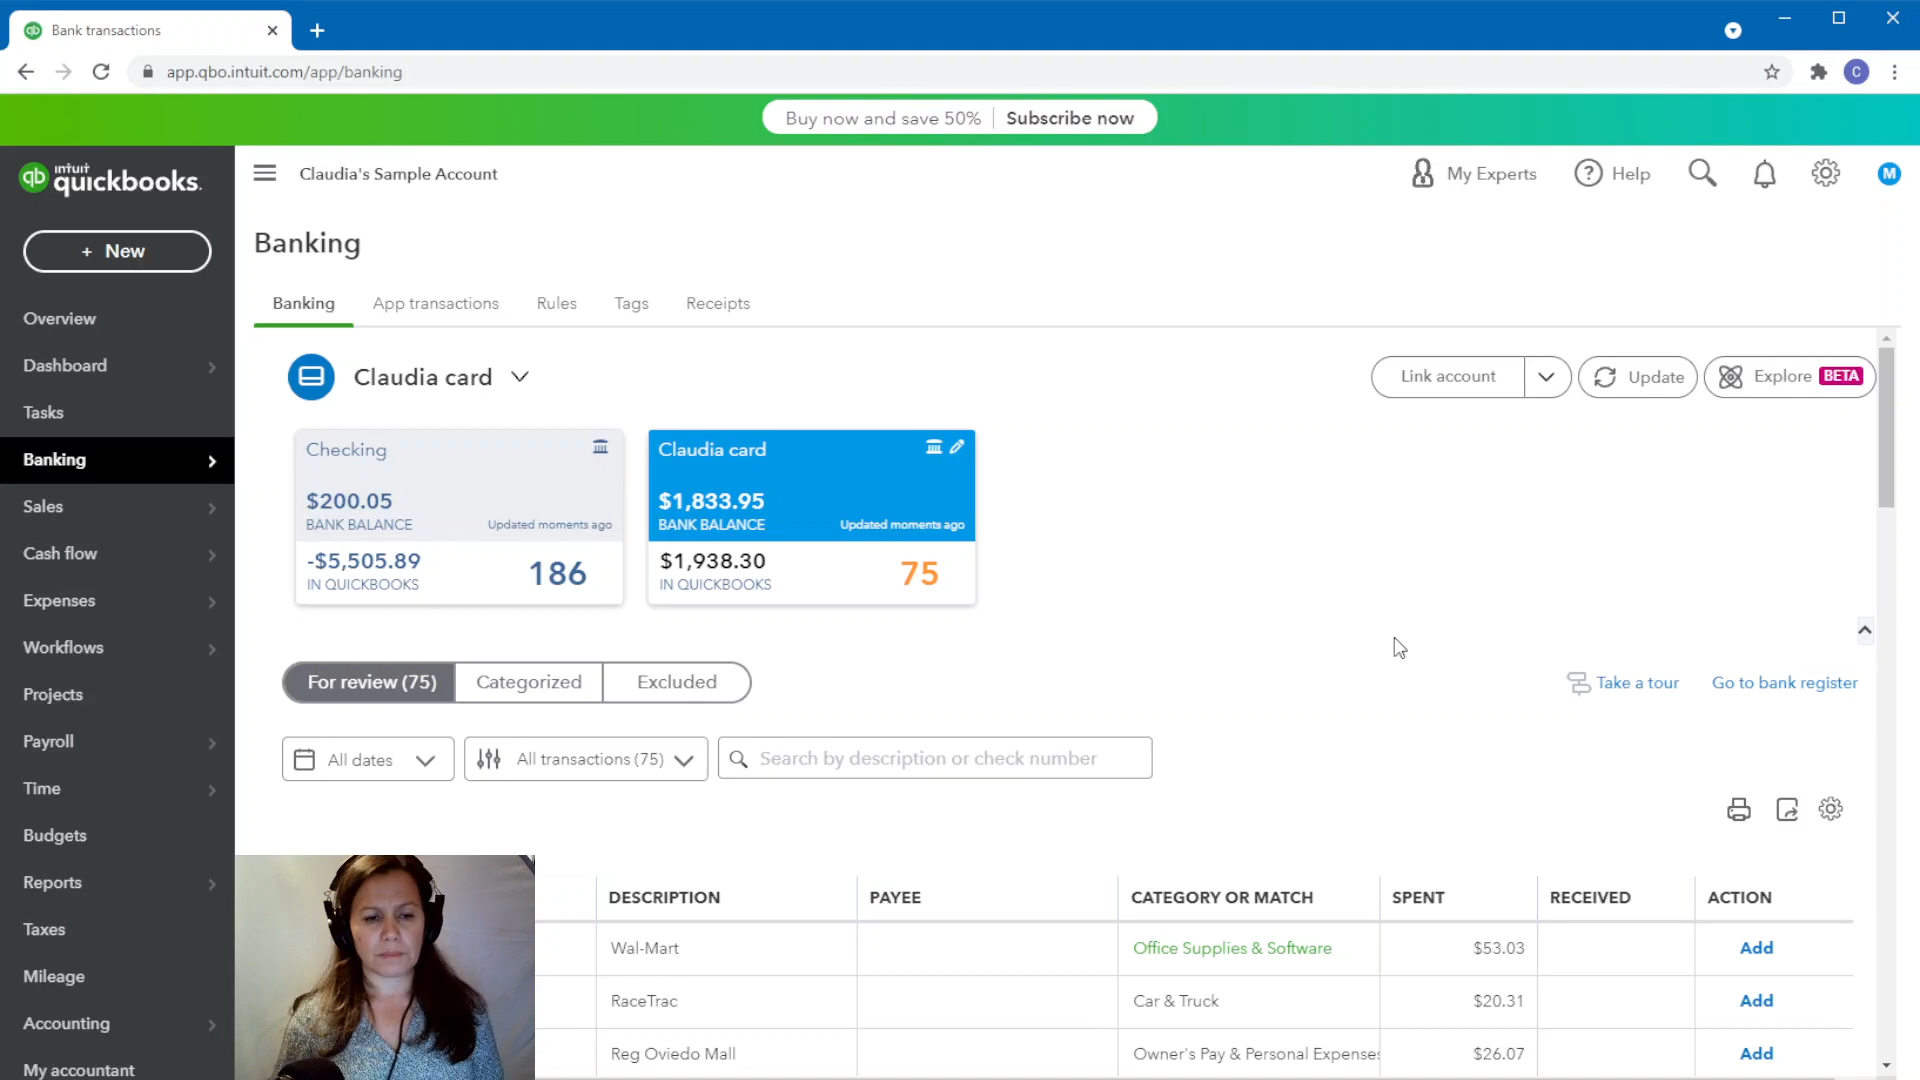 Bank transactions
app.qbo.intuit.com/app/banking
C
Buy now and save 50% Subscribe now
qb intuit quickbooks.
Claudia's Sample Account
My Experts
Help
M
+ New
Banking
Banking App transactions Rules Tags Receipts
Overview
Dashboard
Tasks
Banking
Sales
Cash flow
Expenses
Workflows
Projects
Payroll
Time
Budgets
Reports
Taxes
Mileage
Accounting
My accountant
Claudia card
Link account Update Explore BETA
Checking
$200.05
BANK BALANCE Updated moments ago
-$5,505.89
IN QUICKBOOKS
186
Claudia card
$1,833.95
BANK BALANCE Updated moments ago
$1,938.30
IN QUICKBOOKS
75
For review (75) Categorized Excluded
Take a tour Go to bank register
All dates All transactions (75) Search by description or check number
DESCRIPTION PAYEE CATEGORY OR MATCH SPENT RECEIVED ACTION
Wal-Mart Office Supplies & Software $53.03 Add
RaceTrac Car & Truck $20.31 Add
Reg Oviedo Mall Owner's Pay & Personal Expenses $26.07 Add